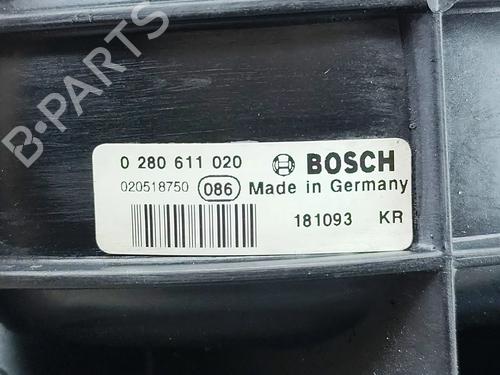 B-PARTS
0 280 611 020 BOSCH
020518750 086 Made in Germany
181093 KR